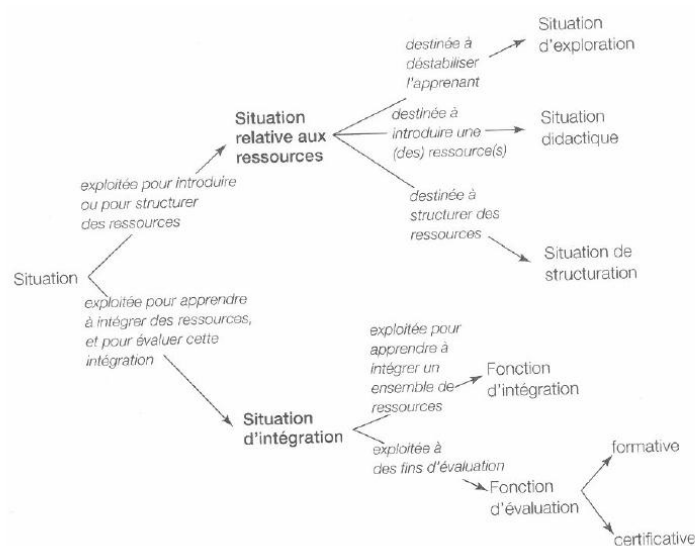 destinée à
déstabiliser
l'apprenant
Situation
d'exploration
Situation
relative aux
ressources
destinée à
introduire une
(des) ressource(s)
Situation
didactique
exploitée pour introduire
ou pour structurer
des ressources
destinée à
structurer des
ressources
Situation de
structuration
Situation
exploitée pour apprendre
à intégrer des ressources,
et pour évaluer cette
intégration
exploitée pour
apprendre à
intégrer un
ensemble de
ressources
Fonction
d'intégration
Situation
d'intégration
exploitée à
des fins d'évaluation
Fonction
d'évaluation
formative
certificative